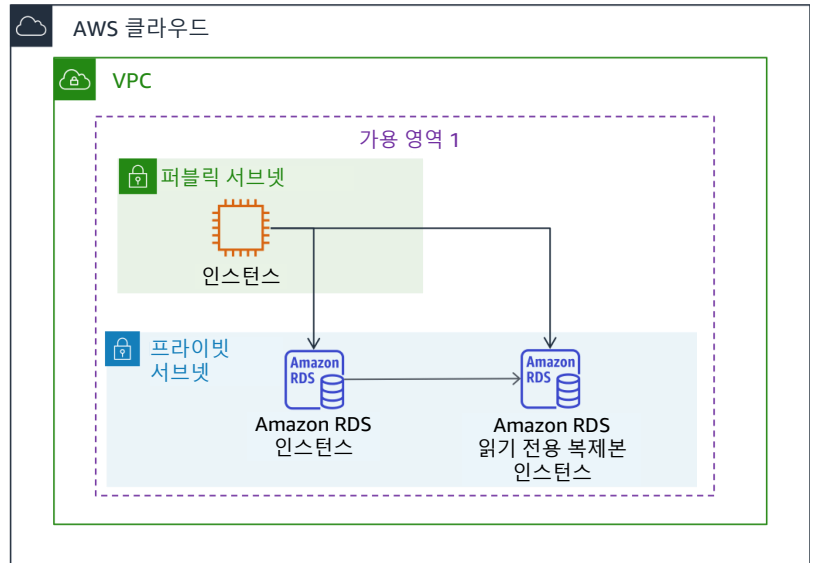 AWS 클라우드
VPC
가용 영역 1
퍼블릭 서브넷
인스턴스
프라이빗
서브넷
Amazon
RDS
Amazon RDS
인스턴스
Amazon
RDS
Amazon RDS
읽기 전용 복제본
인스턴스